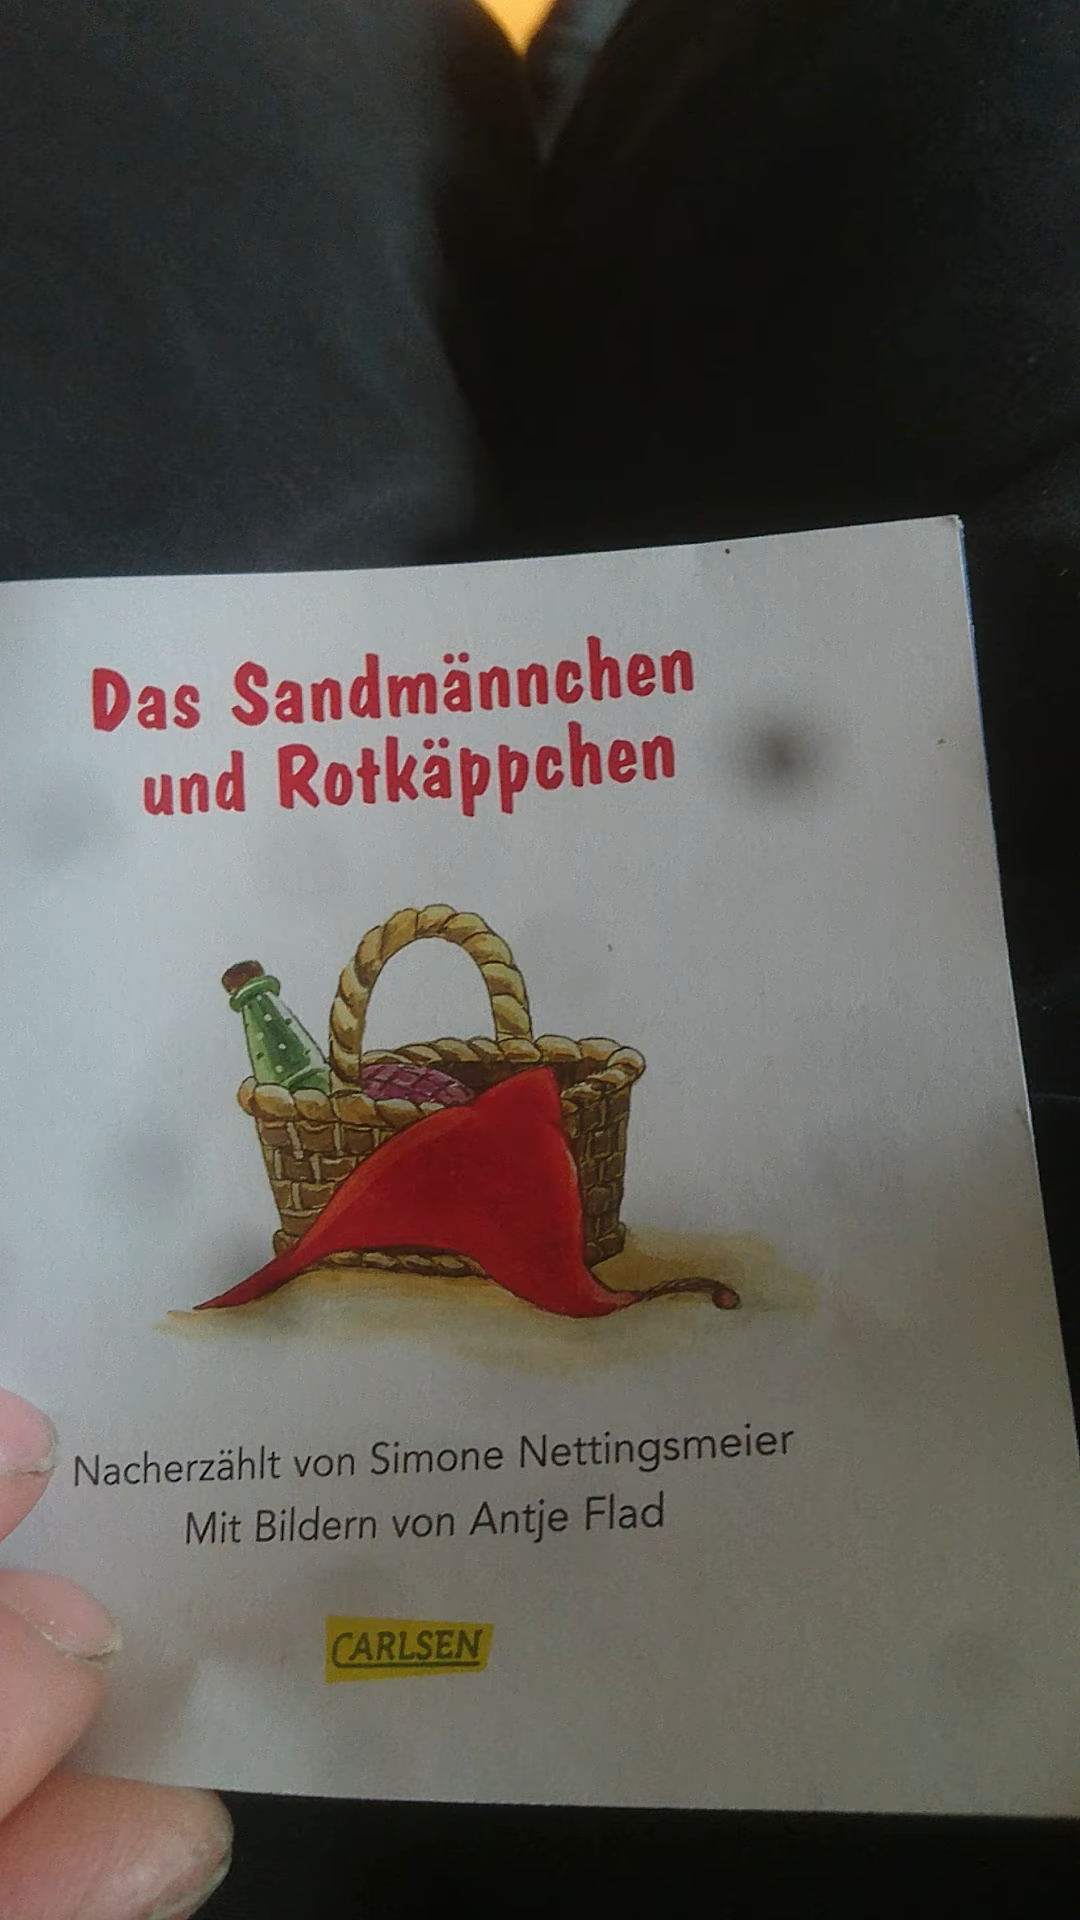 Das Sandmännchen
und Rotkäppchen
Nacherzählt von Simone Nettingsmeier
Mit Bildern von Antje Flad
CARLSEN